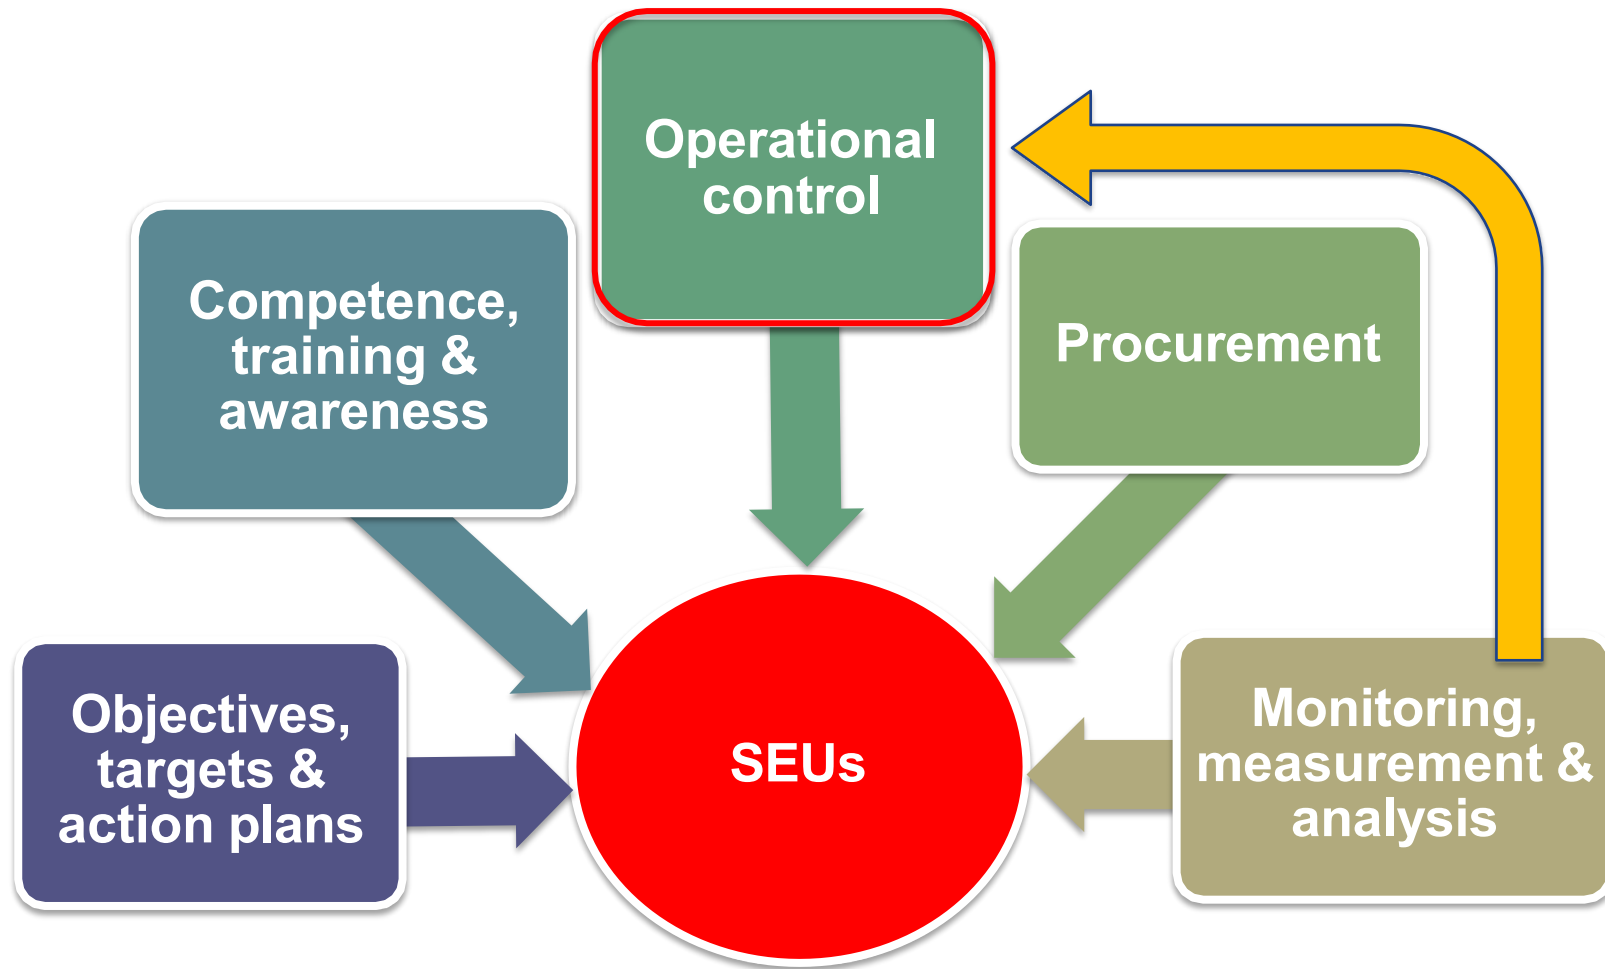 Operational
control
Competence,
training &
awareness
Procurement
Objectives,
targets &
action plans
SEUs
Monitoring,
measurement &
analysis